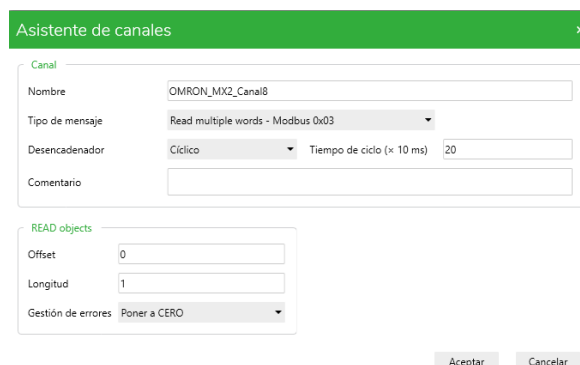 Asistente de canales
Canal
Nombre OMRON_MX2_Canal8
Tipo de mensaje Read multiple words - Modbus 0x03
Desencadenador Cíclico Tiempo de ciclo (× 10 ms) 20
Comentario
READ objects
Offset 0
Longitud 1
Gestión de errores Poner a CERO
Aceptar Cancelar